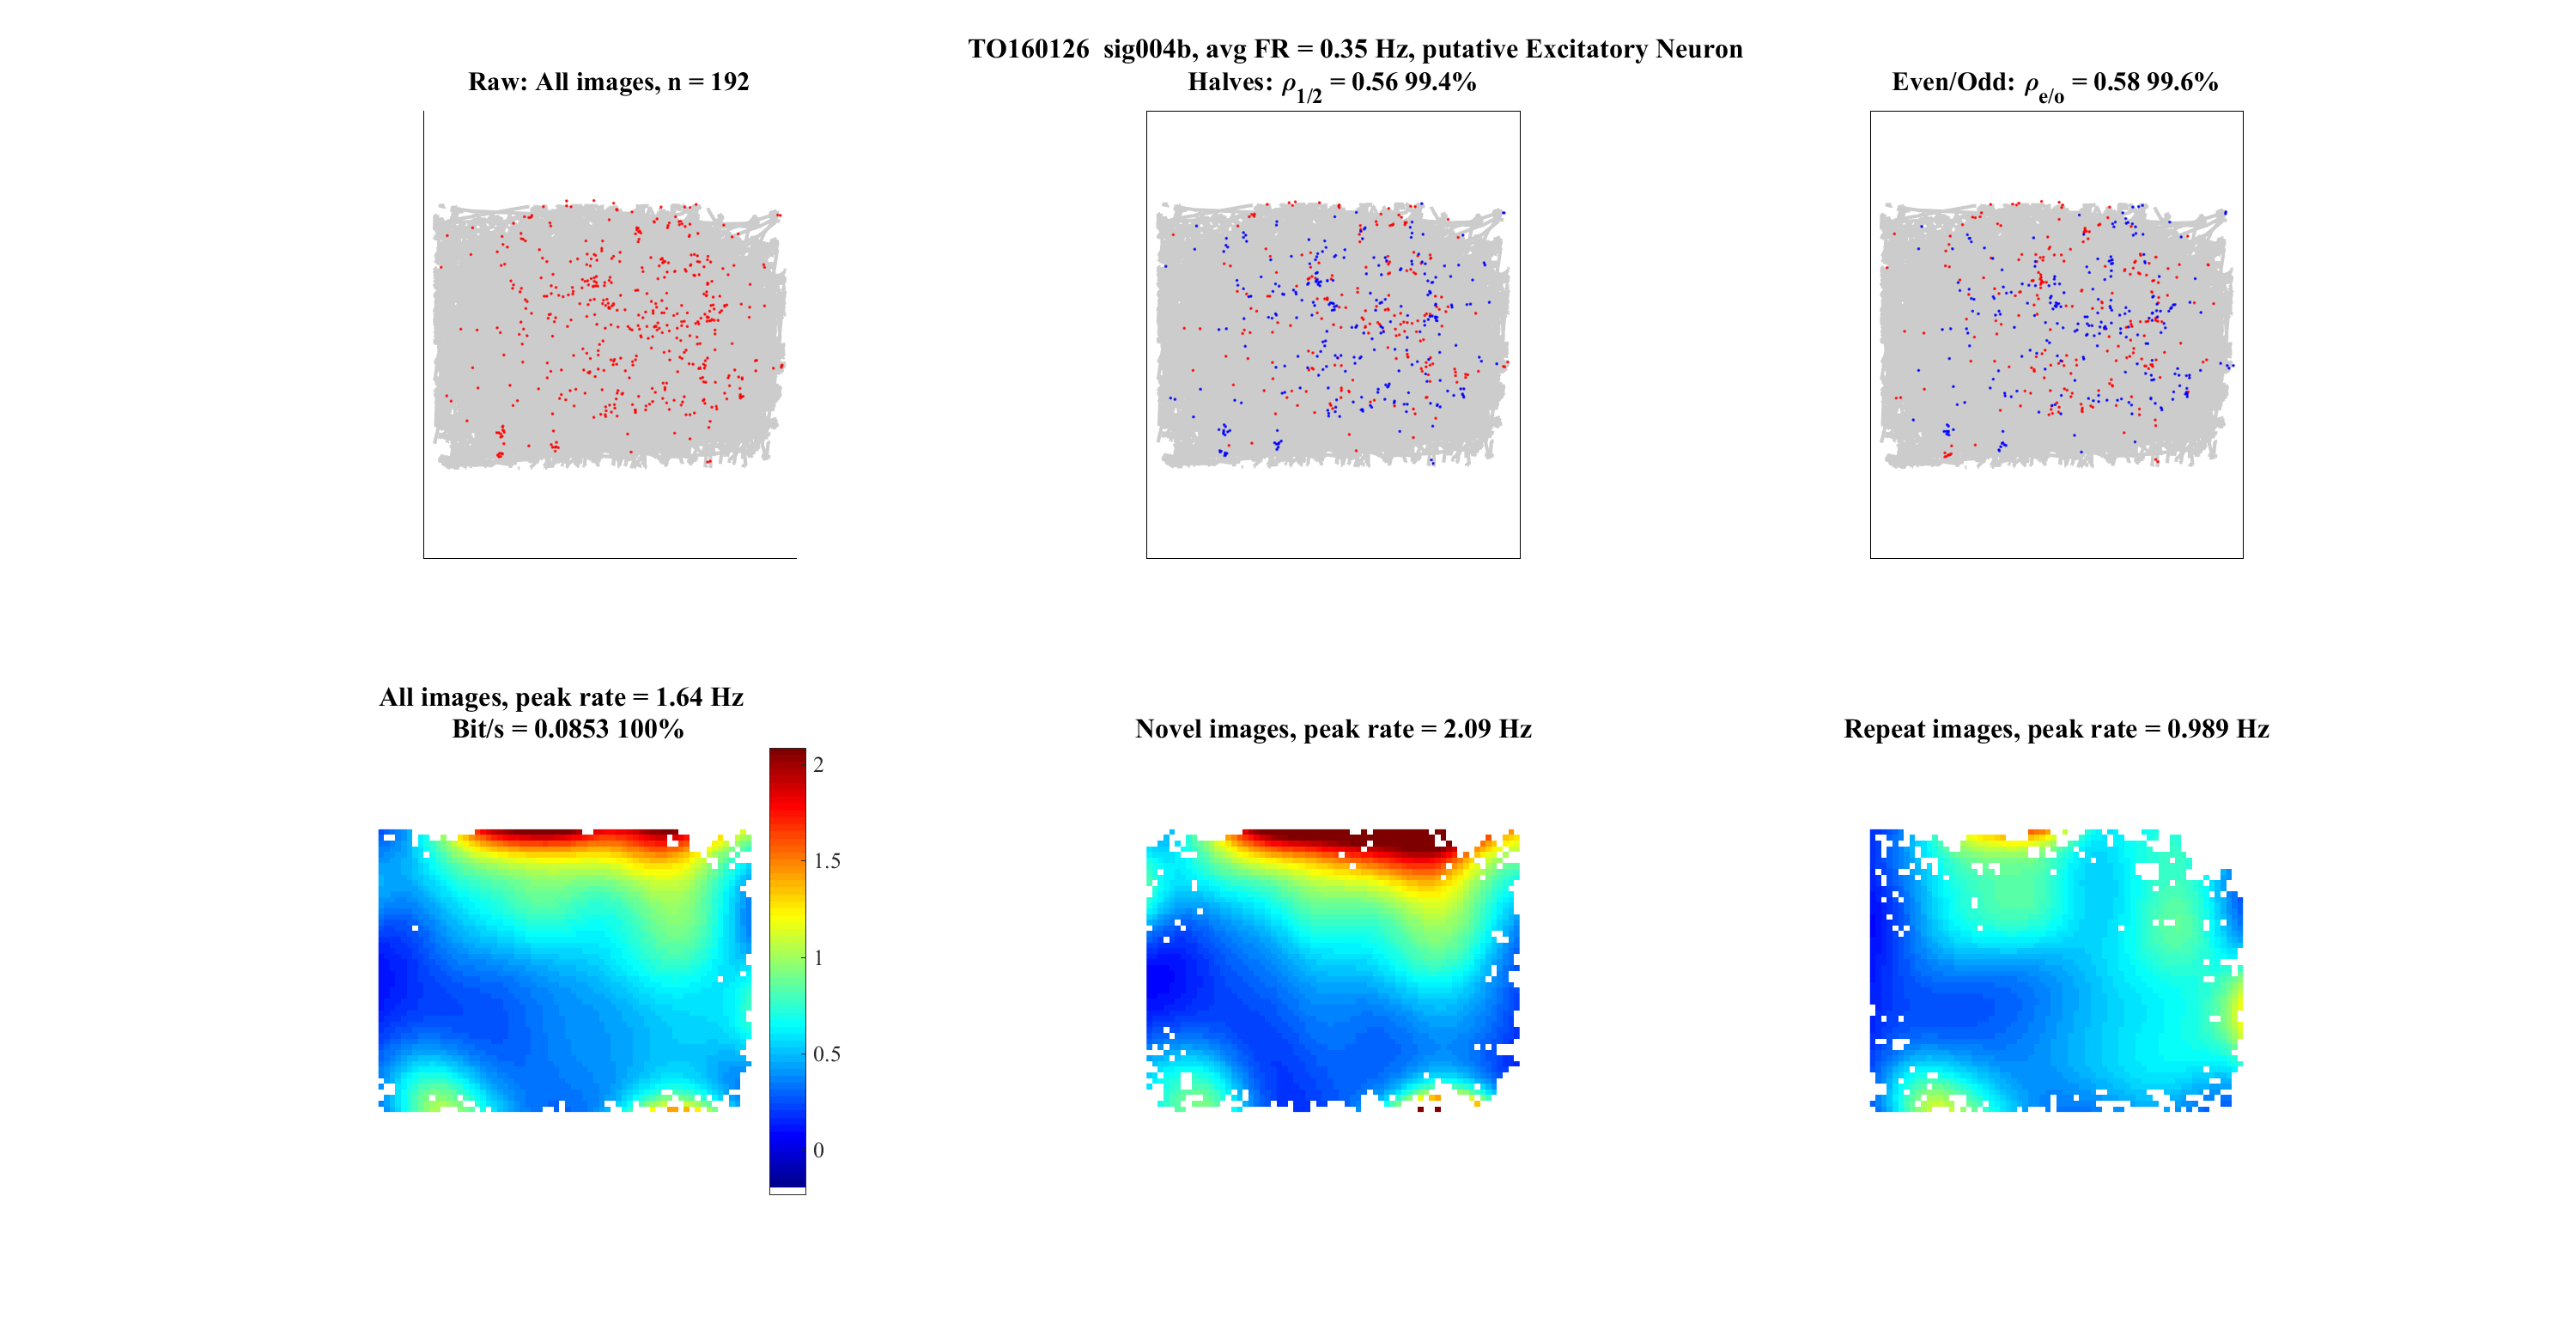 TO160126  sig004b, avg FR = 0.35 Hz, putative Excitatory Neuron
Raw: All images, n = 192
Halves: ρ1/2 = 0.56 99.4%
Even/Odd: ρe/o = 0.58 99.6%
All images, peak rate = 1.64 Hz
Bit/s = 0.0853 100%
Novel images, peak rate = 2.09 Hz
Repeat images, peak rate = 0.989 Hz
2
1.5
1
0.5
0